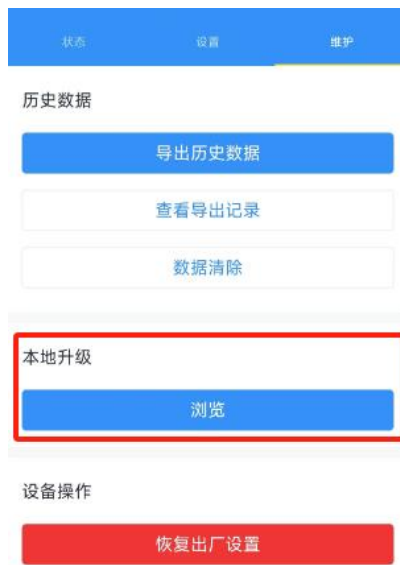 状态 设置 维护
历史数据
导出历史数据
查看导出记录
数据清除
本地升级
浏览
设备操作
恢复出厂设置